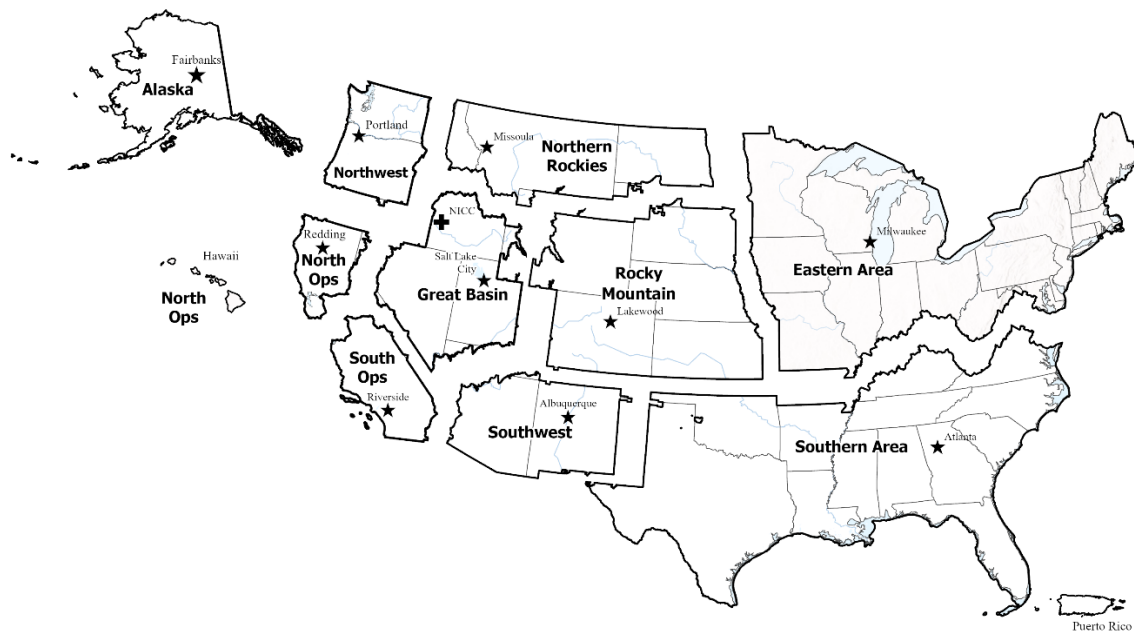 Fairbanks
Alaska
Portland
Northwest
Missoula
Northern
Rockies
NICC
Redding
North
Ops
Hawaii
North
Ops
Salt Lake
City
Great Basin
Rocky
Mountain
Lakewood
Milwaukee
Eastern Area
South
Ops
Riverside
Albuquerque
Southwest
Southern Area
Atlanta
Puerto Rico